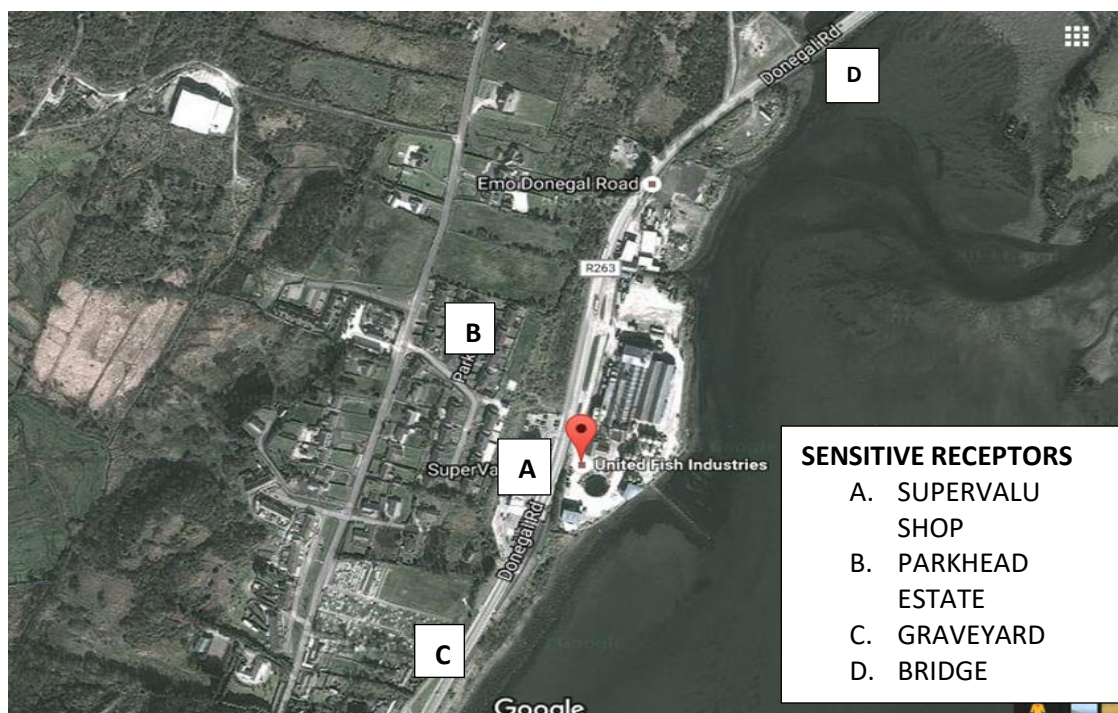 Donegal Rd
D
Emo Donegal Road
R263
B
Park
SuperVa
A
United Fish Industries
Donegal Rd
C
Google
SENSITIVE RECEPTORS
A. SUPERVALU
SHOP
B. PARKHEAD
ESTATE
C. GRAVEYARD
D. BRIDGE